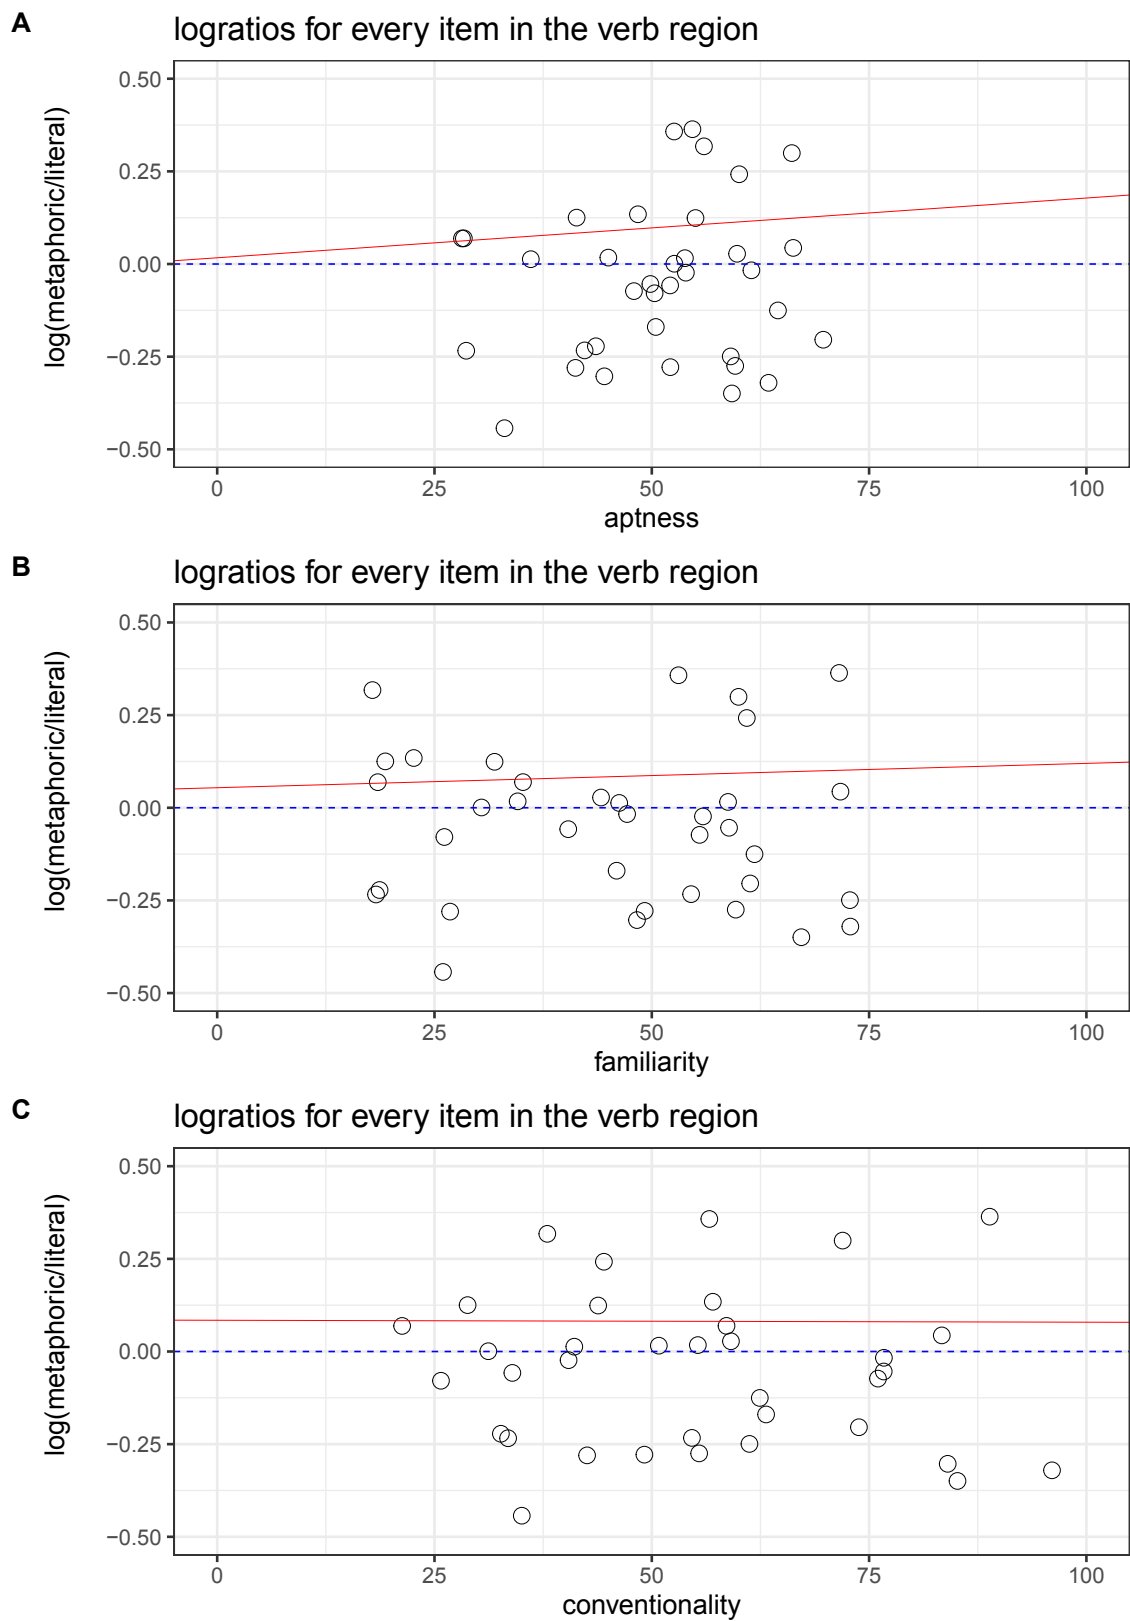 A
logratios for every item in the verb region
log(metaphoric/literal)
0.50
0.25
0.00
−0.25
−0.50
0 25 50 75 100
aptness
B
logratios for every item in the verb region
log(metaphoric/literal)
0.50
0.25
0.00
−0.25
−0.50
0 25 50 75 100
familiarity
C
logratios for every item in the verb region
log(metaphoric/literal)
0.50
0.25
0.00
−0.25
−0.50
0 25 50 75 100
conventionality